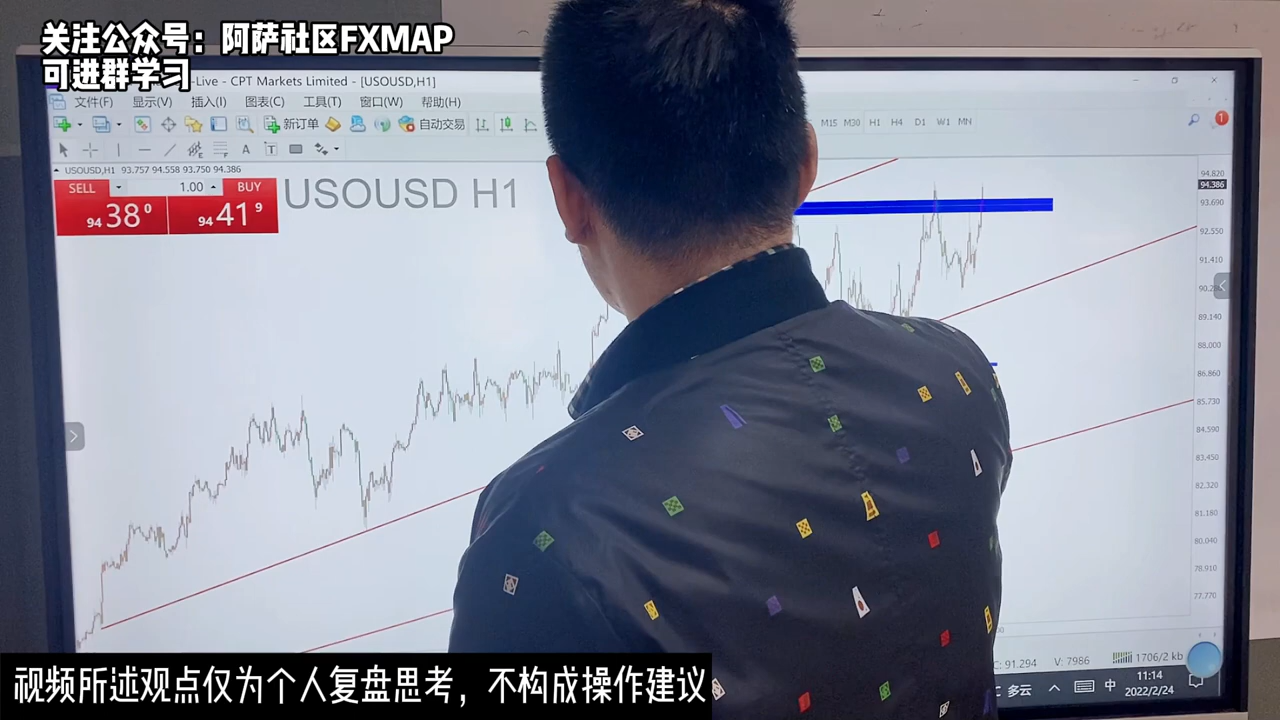 关注公众号：阿萨社区FXMAP
可进群学习
-Live - CPT Markets Limited - [USOUSD,H1]
文件(F) 显示(V) 插入(I) 图表(C) 工具(T) 窗口(W) 帮助(H)
新订单 自动交易 M15 M30 H1 H4 D1 W1 MN
A T
1
USOUSD,H1 93.757 94.558 93.750 94.386
SELL 1.00 BUY
94 38 0 94 41 9
USOUSD H1
94.820
94.386
93.690
92.550
91.410
90.2
89.140
88.000
86.860
85.730
84.590
83.450
82.320
81.180
80.040
78.910
77.770
C: 91.294 V: 7986 1706/2 kb
多云 中 11:14
2022/2/24
视频所述观点仅为个人复盘思考，不构成操作建议